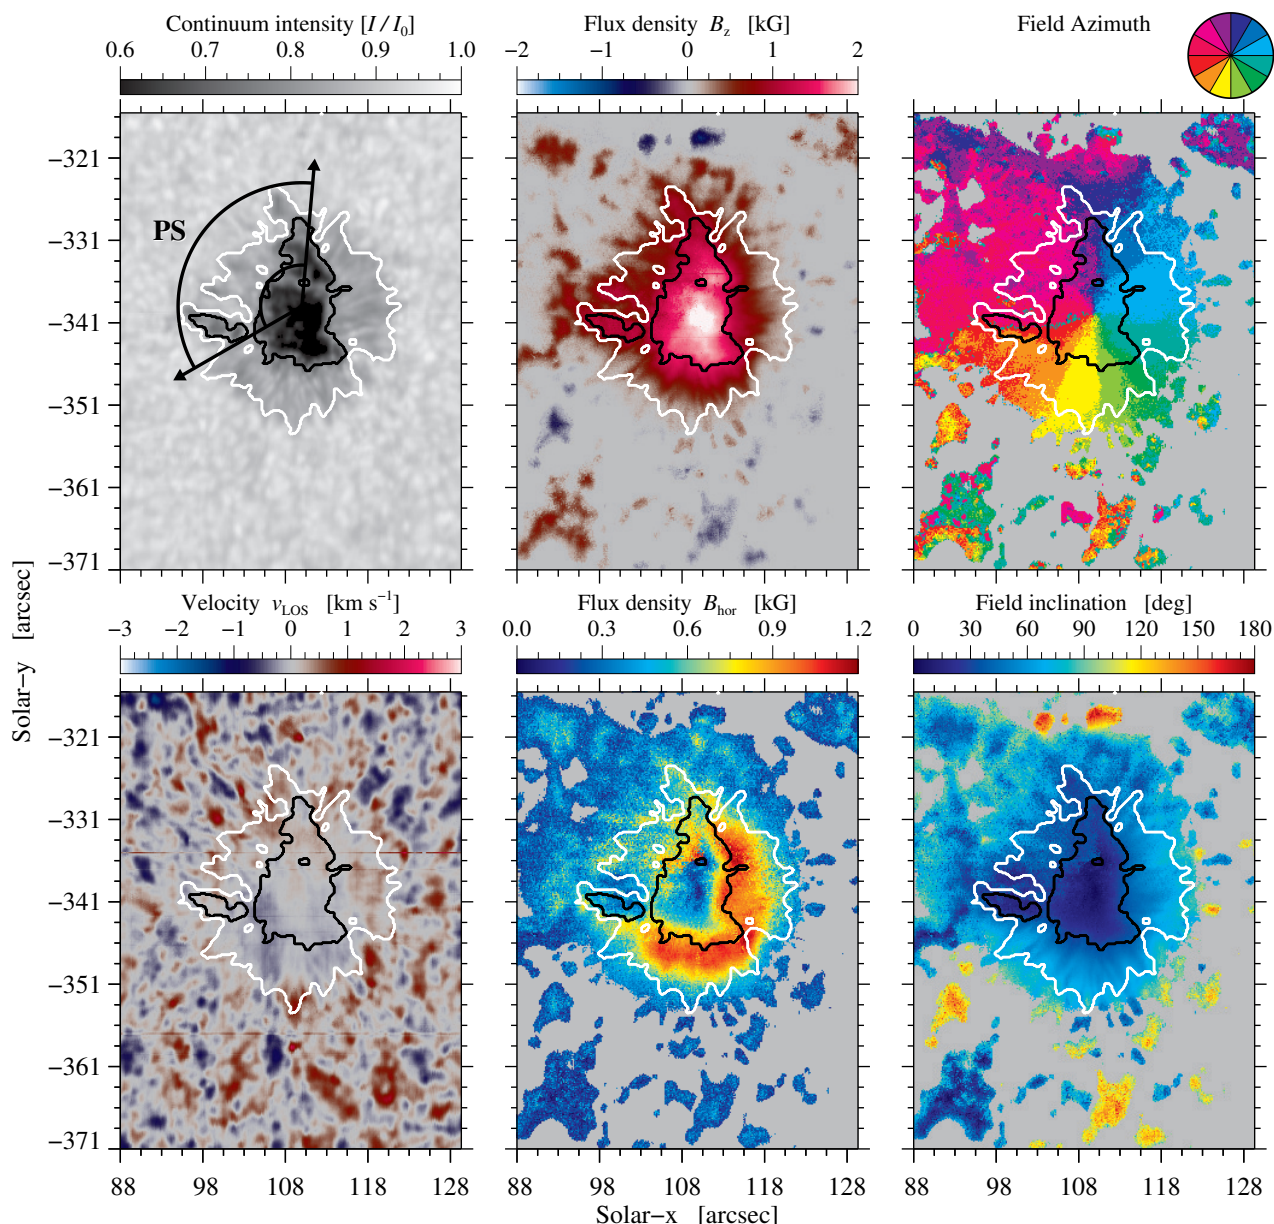 Continuum intensity [I/I₀]
0.6 0.7 0.8 0.9 1.0
Flux density B_z [kG]
−2 −1 0 1 2
Field Azimuth
PS
−321
−331
−341
−351
−361
−371
Velocity v_LOS [km s⁻¹]
−3 −2 −1 0 1 2 3
Flux density B_hor [kG]
0.0 0.3 0.6 0.9 1.2
Field inclination [deg]
0 30 60 90 120 150 180
Solar−y [arcsec]
−321
−331
−341
−351
−361
−371
88 98 108 118 128
88 98 108 118 128
88 98 108 118 128
Solar−x [arcsec]